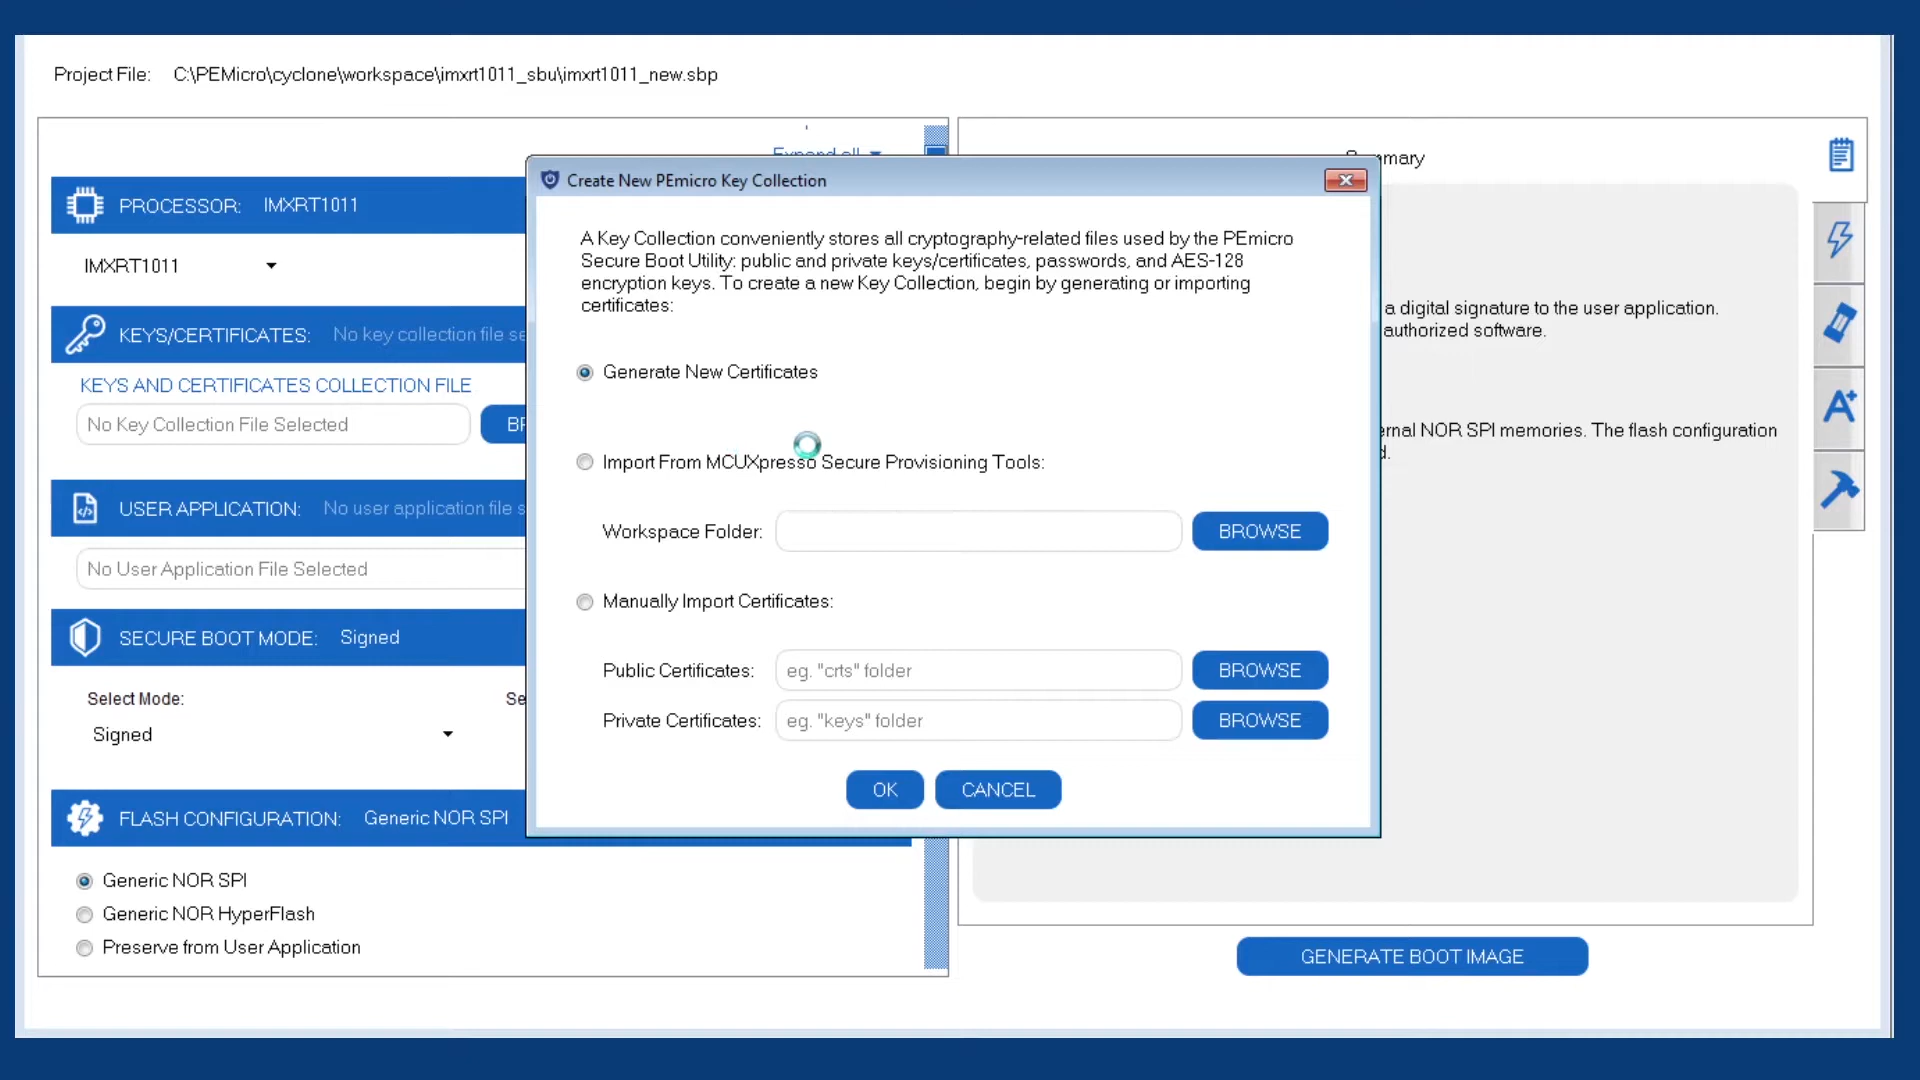 Project File: C:\PEMicro\cyclone\workspace\imxrt1011_sbu\imxrt1011_new.sbp
Expand all
Summary
PROCESSOR: IMXRT1011
IMXRT1011
KEYS/CERTIFICATES: No key collection file se
KEYS AND CERTIFICATES COLLECTION FILE
No Key Collection File Selected
USER APPLICATION: No user application file s
No User Application File Selected
SECURE BOOT MODE: Signed
Select Mode:
Se
Signed
FLASH CONFIGURATION: Generic NOR SPI
Generic NOR SPI
Generic NOR HyperFlash
Preserve from User Application
Create New PEmicro Key Collection
A Key Collection conveniently stores all cryptography-related files used by the PEmicro
Secure Boot Utility: public and private keys/certificates, passwords, and AES-128
encryption keys. To create a new Key Collection, begin by generating or importing
certificates:
Generate New Certificates
Import From MCUXpresso Secure Provisioning Tools:
Workspace Folder:
BROWSE
Manually Import Certificates:
Public Certificates: eg. "crts" folder BROWSE
Private Certificates: eg. "keys" folder BROWSE
OK CANCEL
a digital signature to the user application.
authorized software.
NOR SPI memories. The flash configuration
GENERATE BOOT IMAGE